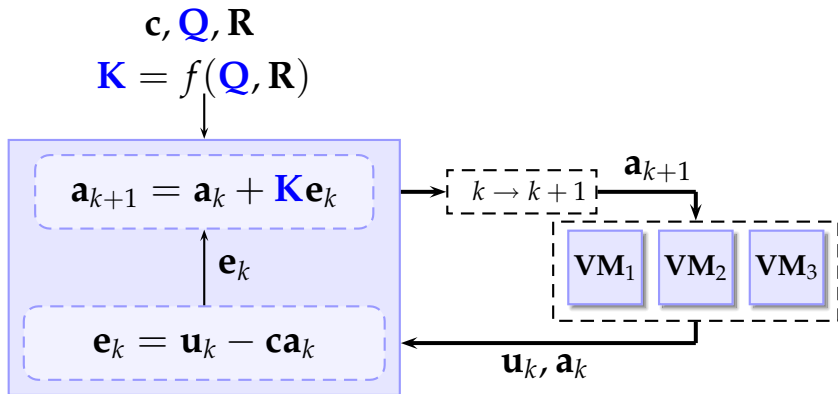 c, Q, R
K = f(Q, R)
a_{k+1} = a_k + Ke_k
k → k + 1
a_{k+1}
VM_1 VM_2 VM_3
e_k
e_k = u_k − ca_k
u_k, a_k